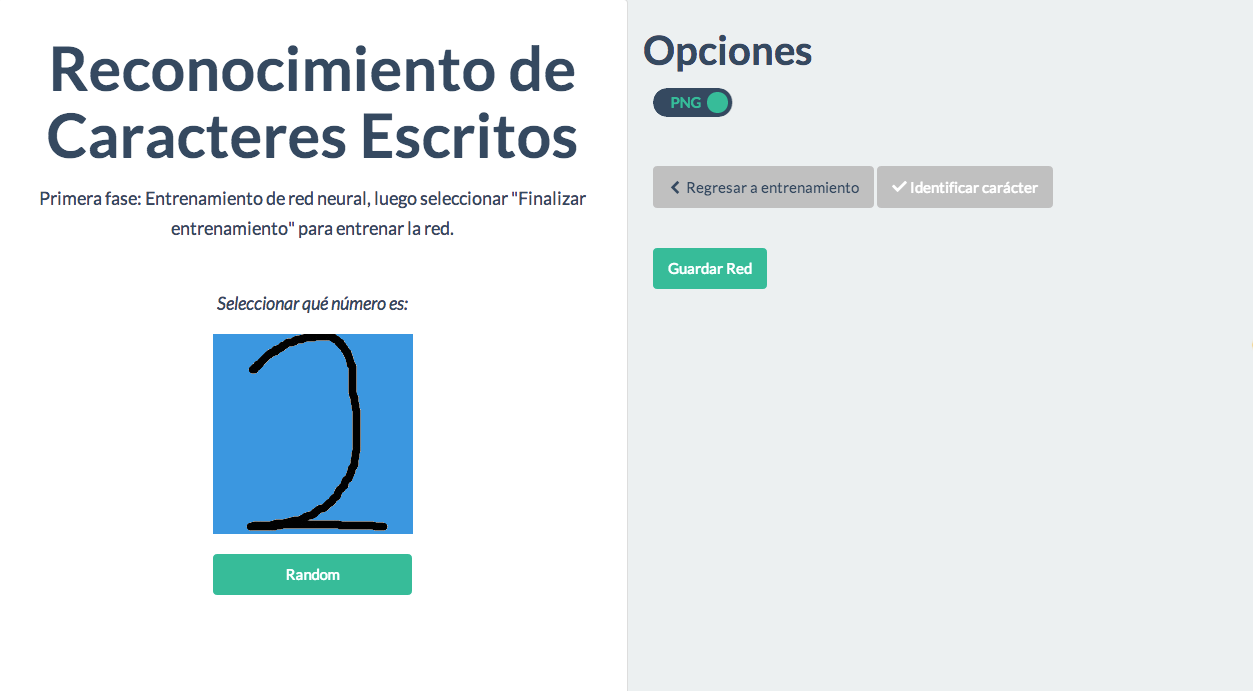 Reconocimiento de
Caracteres Escritos
Primera fase: Entrenamiento de red neural, luego seleccionar "Finalizar
entrenamiento" para entrenar la red.
Seleccionar qué número es:
2
Random
Opciones
PNG
Regresar a entrenamiento
Identificar carácter
Guardar Red